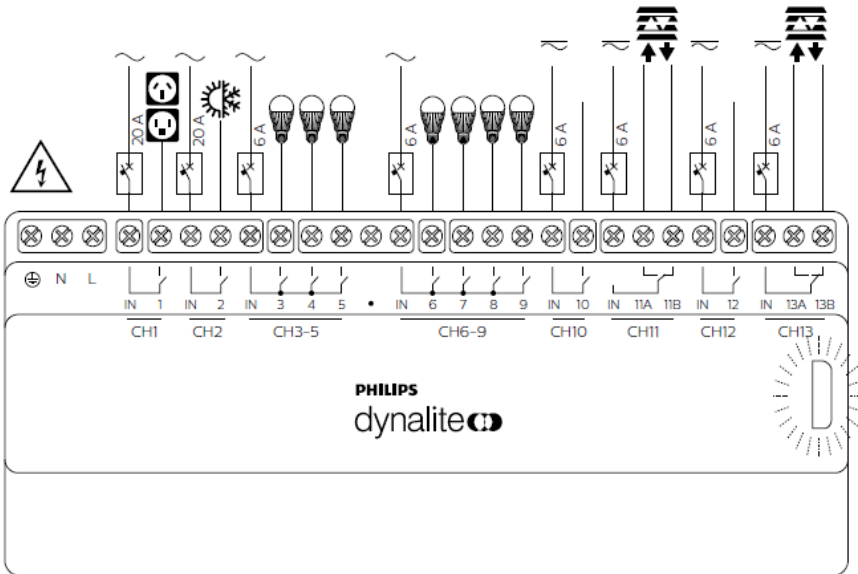 20 A
20 A
6 A
6 A
6 A
6 A
6 A
6 A
N L IN 1 IN 2 IN 3 4 5 • IN 6 7 8 9 IN 10 IN 11A 11B IN 12 IN 13A 13B
CH1 CH2 CH3-5 CH6-9 CH10 CH11 CH12 CH13
PHILIPS
dynalite